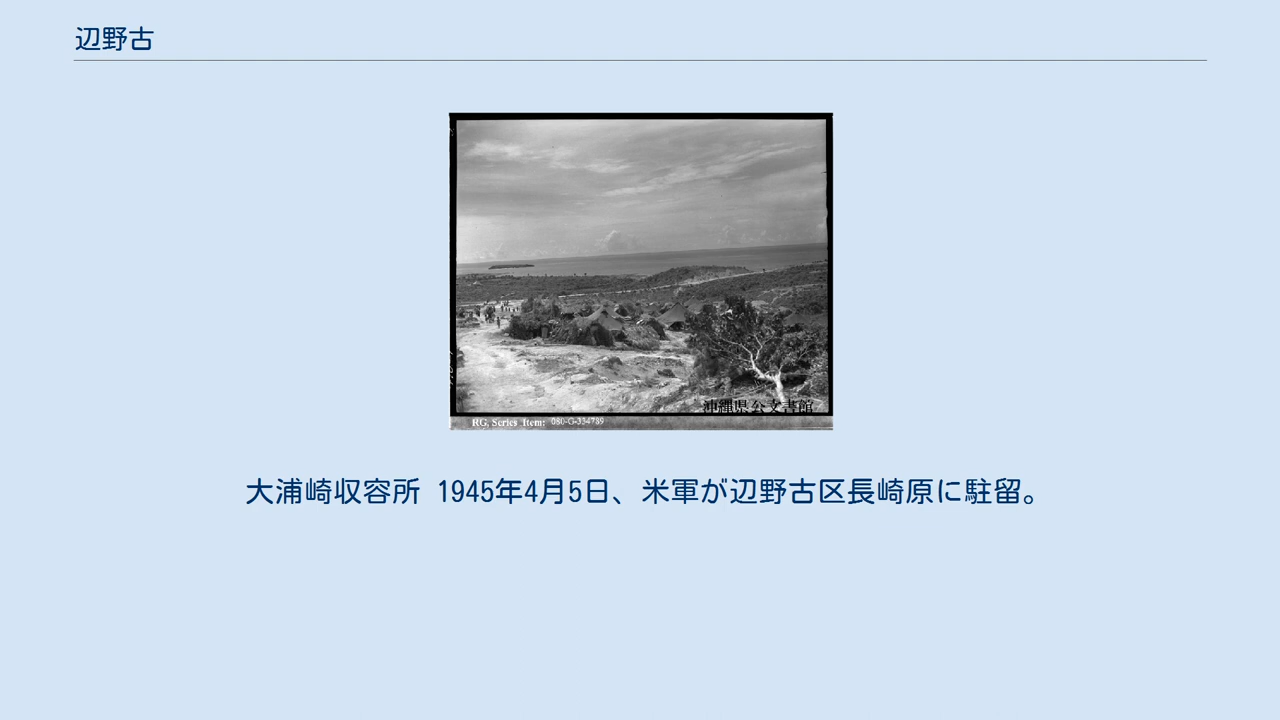 辺野古
沖縄県公文書館
RG, Series Item: 080-G-334789
大浦崎収容所 1945年4月5日、米軍が辺野古区長崎原に駐留。